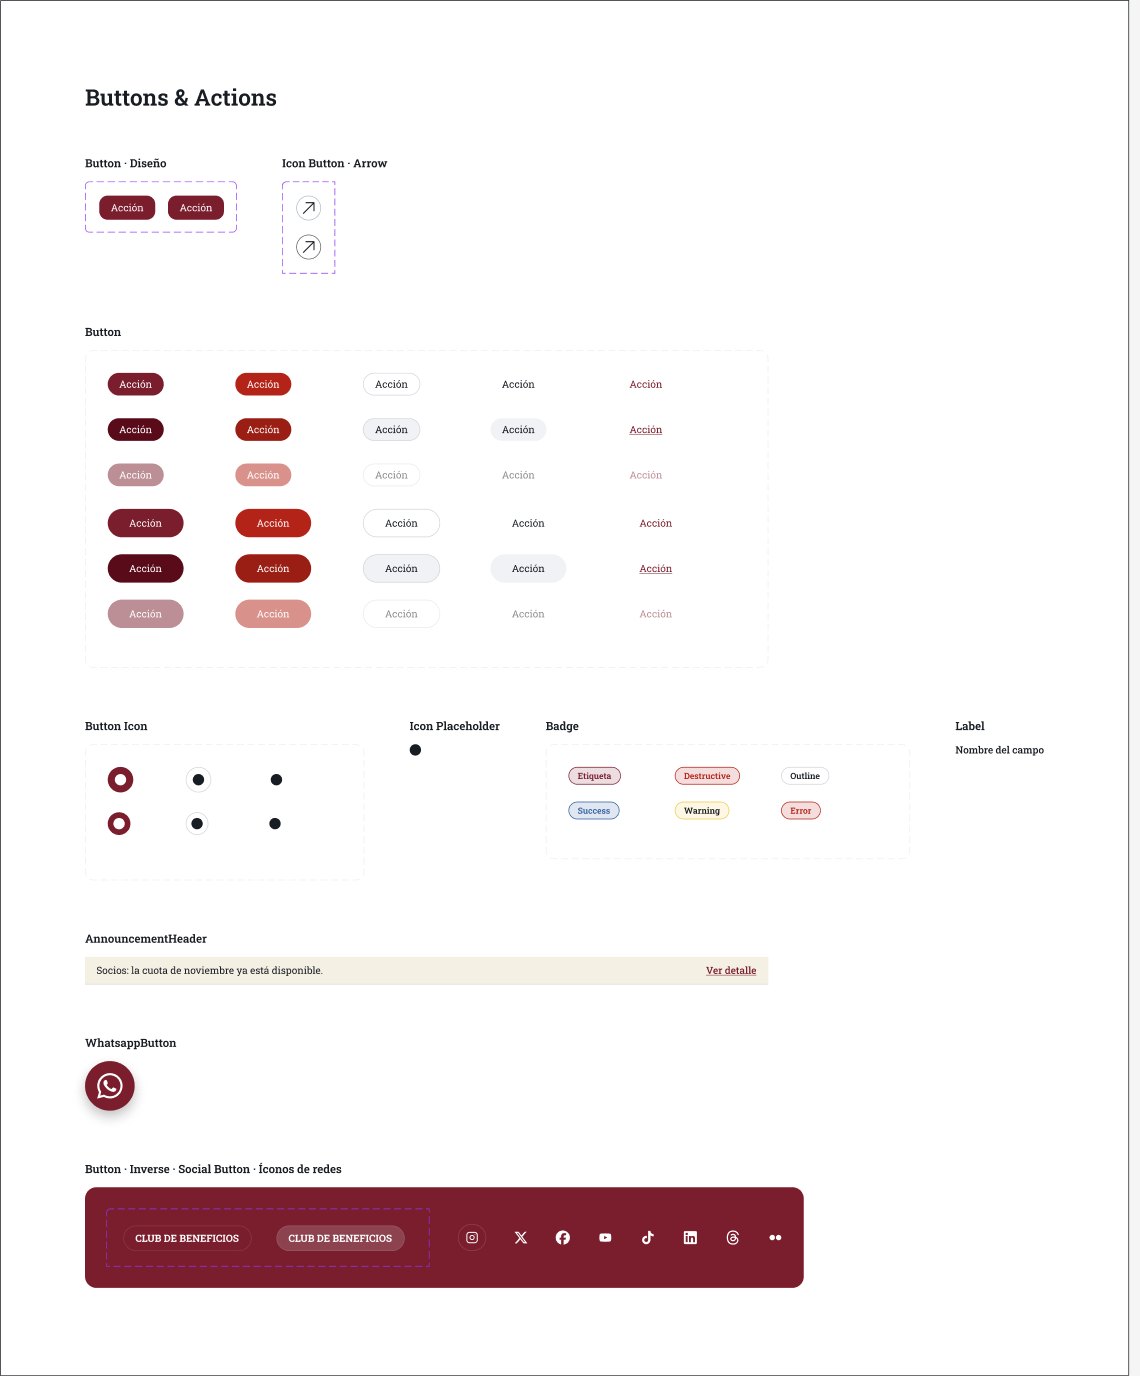 Buttons & Actions
Button · Diseño
Icon Button · Arrow
Acción Acción
Button
Acción Acción Acción Acción Acción
Acción Acción Acción Acción Acción
Acción Acción Acción Acción Acción
Acción Acción Acción Acción Acción
Acción Acción Acción Acción Acción
Acción Acción Acción Acción Acción
Button Icon
Icon Placeholder
Badge
Label
Nombre del campo
Etiqueta Destructive Outline
Success Warning Error
AnnouncementHeader
Socios: la cuota de noviembre ya está disponible. Ver detalle
WhatsappButton
Button · Inverse · Social Button · Íconos de redes
CLUB DE BENEFICIOS CLUB DE BENEFICIOS